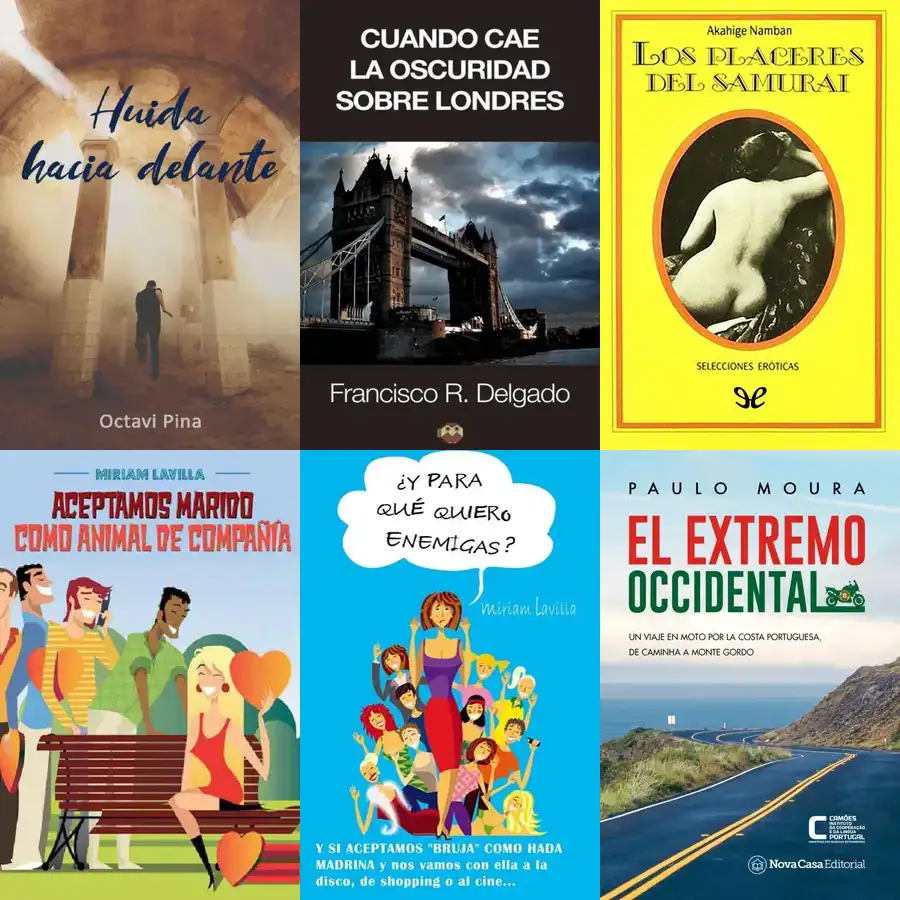 Huida
hacia delante
Octavi Pina
CUANDO CAE
LA OSCURIDAD
SOBRE LONDRES
Francisco R. Delgado
Akahige Namban
LOS PLACERES
DEL SAMURAI
SELECCIONES ERÓTICAS
MIRIAM LAVILLA
ACEPTAMOS MARIDO
COMO ANIMAL DE COMPAÑÍA
¿Y PARA
QUÉ QUIERO
ENEMIGAS?
Miriam Lavilla
Y SI ACEPTAMOS "BRUJA" COMO HADA
MADRINA y nos vamos con ella a la
disco, de shopping o al cine...
PAULO MOURA
EL EXTREMO
OCCIDENTAL
UN VIAJE EN MOTO POR LA COSTA PORTUGUESA,
DE CAMINHA A MONTE GORDO
CAMÕES
INSTITUTO
DA COOPERAÇÃO
E DA LÍNGUA
PORTUGAL
Nova Casa Editorial